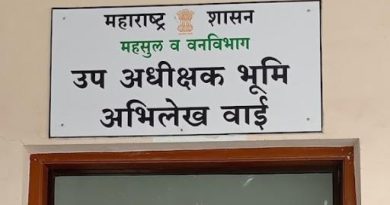 महाराष्ट्र शासन
महसुल व वनविभाग
उप अधीक्षक भूमि
अभिलेख वाई